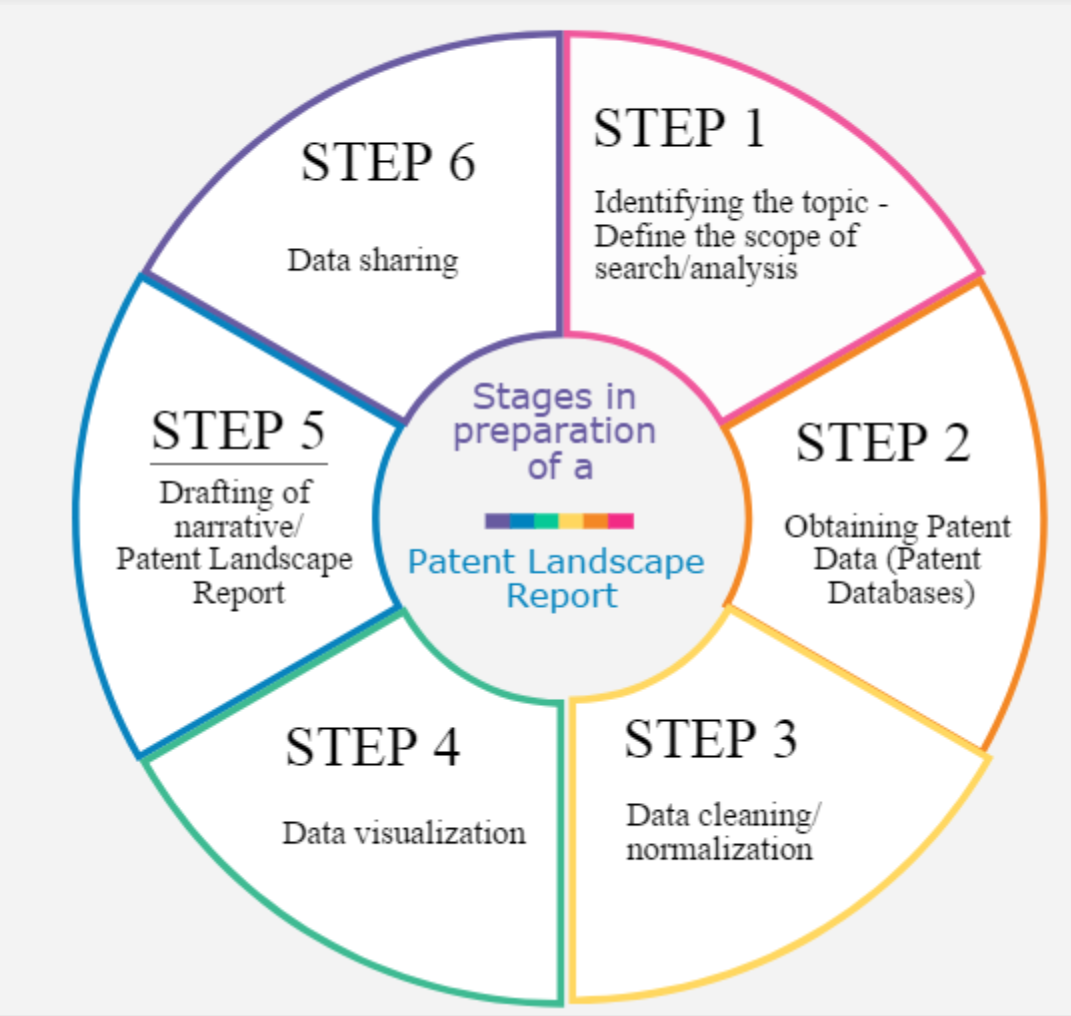 STEP 1
Identifying the topic -
Define the scope of
search/analysis
STEP 2
Obtaining Patent
Data (Patent
Databases)
STEP 3
Data cleaning/
normalization
STEP 4
Data visualization
STEP 5
Drafting of
narrative/
Patent Landscape
Report
STEP 6
Data sharing
Stages in
preparation
of a
Patent Landscape
Report